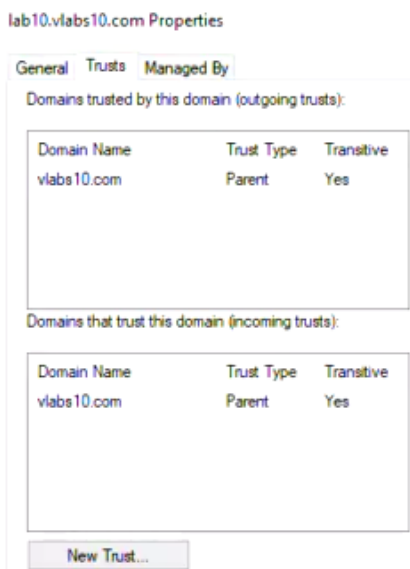 lab10.vlabs10.com Properties
General Trusts Managed By
Domains trusted by this domain (outgoing trusts):
Domain Name Trust Type Transitive
vlabs10.com Parent Yes
Domains that trust this domain (incoming trusts):
Domain Name Trust Type Transitive
vlabs10.com Parent Yes
New Trust...